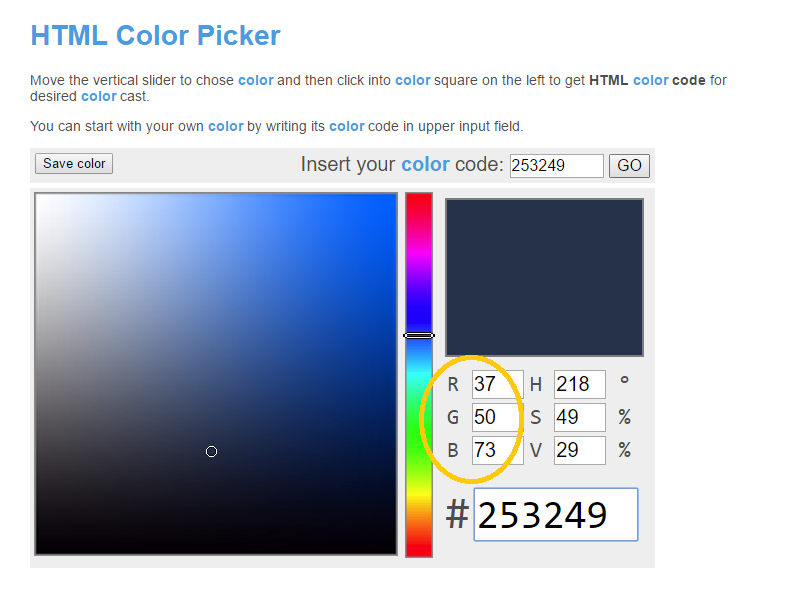 HTML Color Picker
Move the vertical slider to chose color and then click into color square on the left to get HTML color code for
desired color cast.
You can start with your own color by writing its color code in upper input field.
Save color Insert your color code: 253249 GO
R 37 H 218 °
G 50 S 49 %
B 73 V 29 %
# 253249